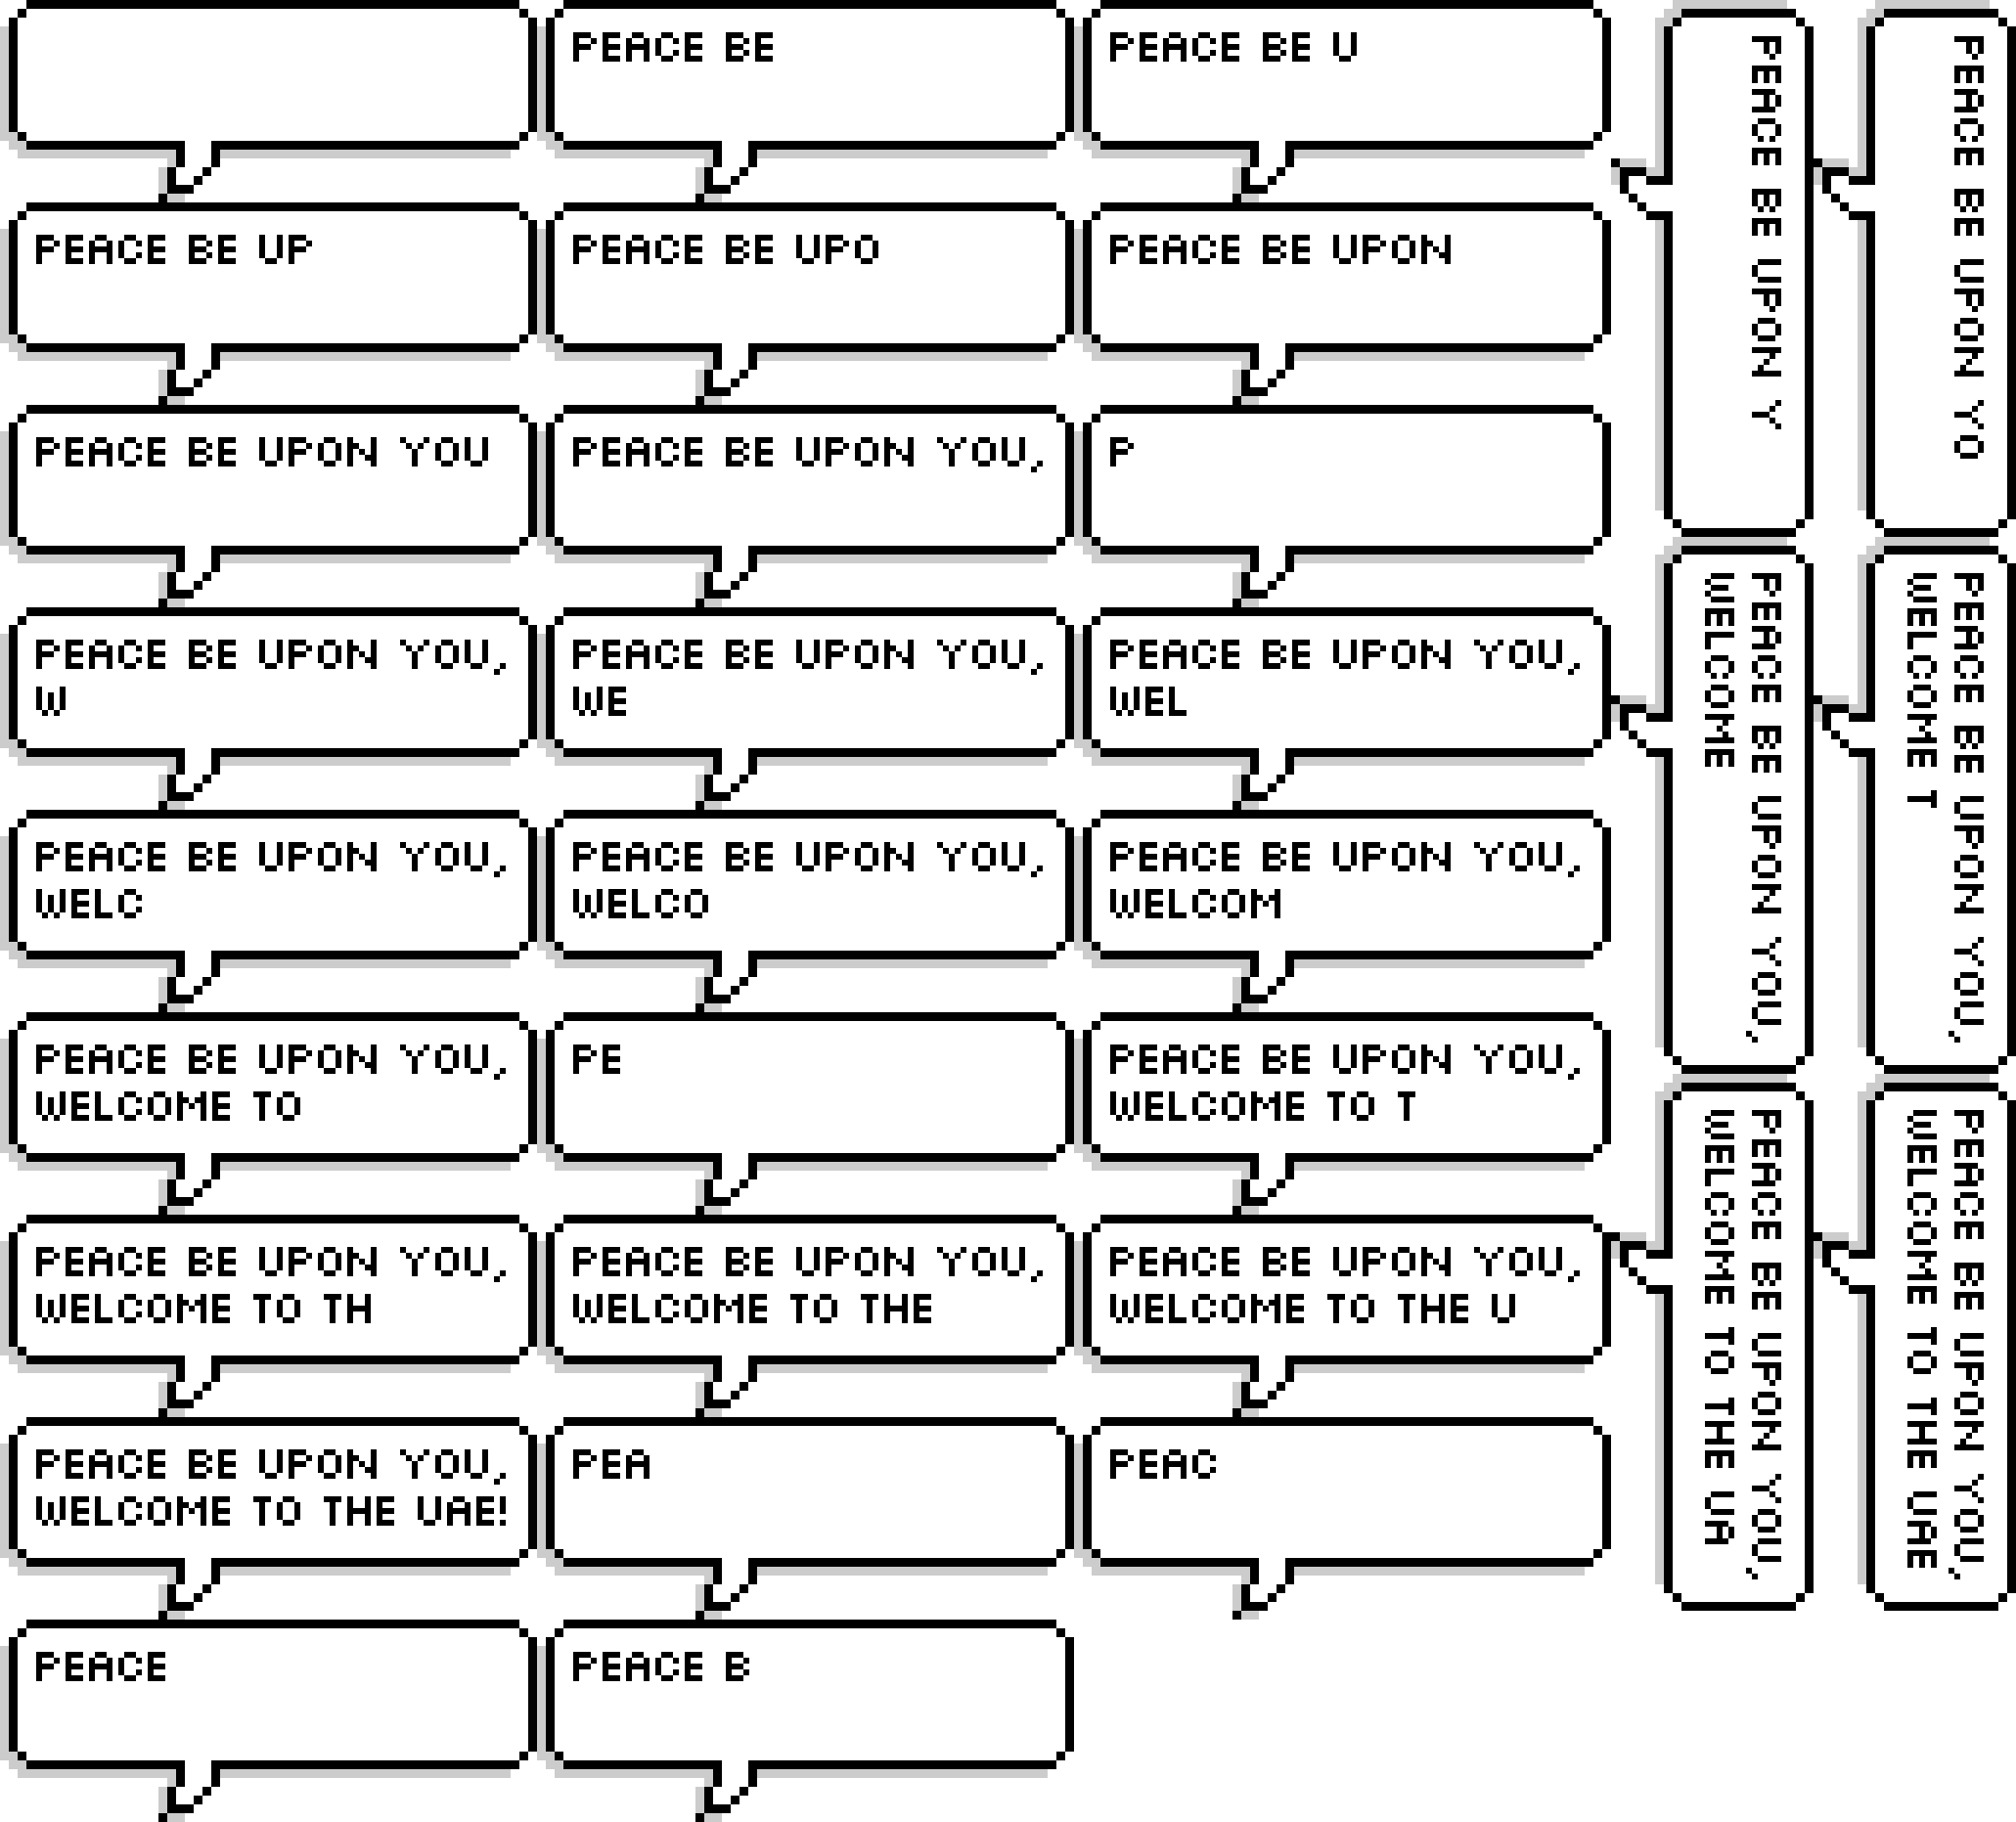 PEACE BE
PEACE BE U
PEACE BE UP
PEACE BE UPO
PEACE BE UPON
PEACE BE UPON YOU
PEACE BE UPON YOU,
P
PEACE BE UPON YOU,
W
PEACE BE UPON YOU,
WE
PEACE BE UPON YOU,
WEL
PEACE BE UPON YOU,
WELC
PEACE BE UPON YOU,
WELCO
PEACE BE UPON YOU,
WELCOM
PEACE BE UPON YOU,
WELCOME TO
PE
PEACE BE UPON YOU,
WELCOME TO T
PEACE BE UPON YOU,
WELCOME TO TH
PEACE BE UPON YOU,
WELCOME TO THE
PEACE BE UPON YOU,
WELCOME TO THE U
PEACE BE UPON YOU,
WELCOME TO THE UAE!
PEA
PEAC
PEACE
PEACE B
PEACE BE UPON Y
PEACE BE UPON YO
PEACE BE UPON YOU,
WELCOME
PEACE BE UPON YOU,
WELCOME T
PEACE BE UPON YOU,
WELCOME TO THE UA
PEACE BE UPON YOU,
WELCOME TO THE UAE